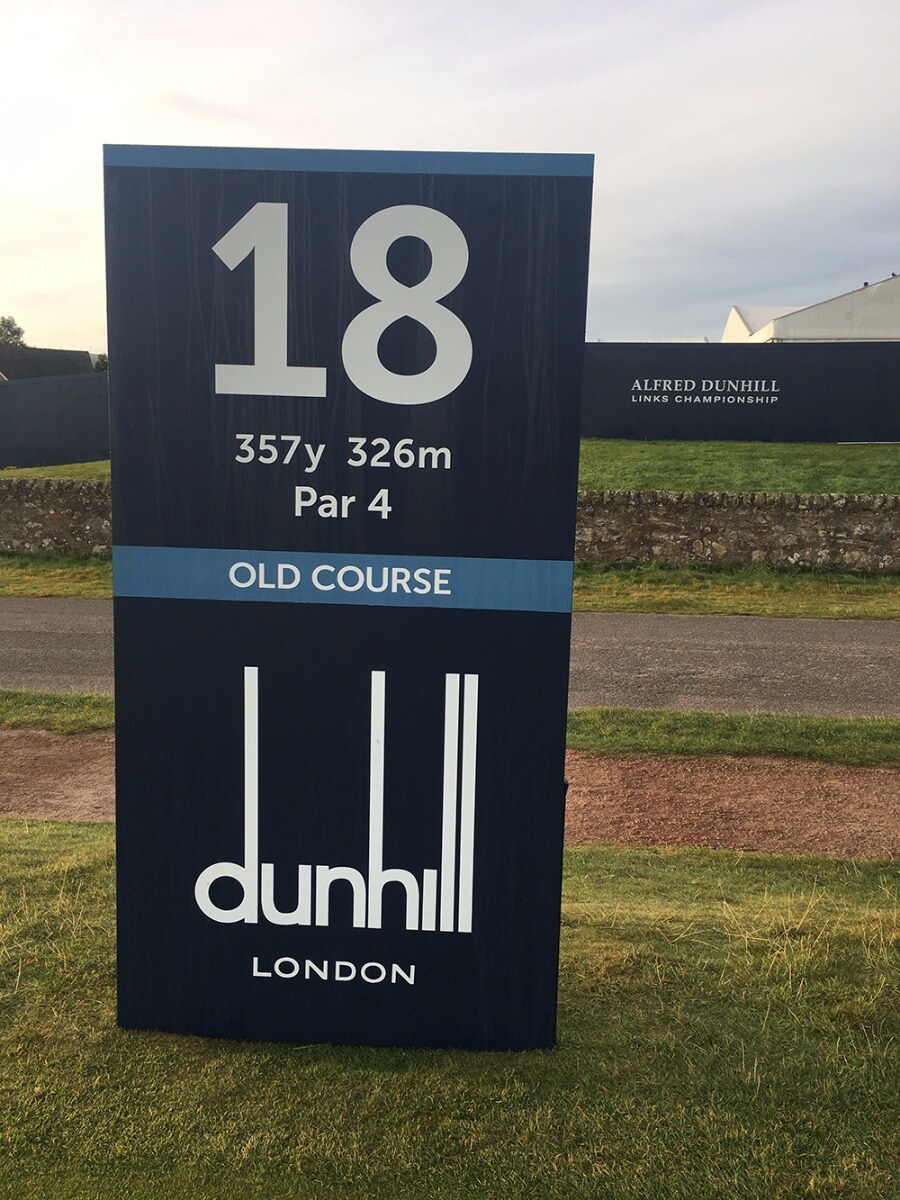 18
357y 326m
Par 4
OLD COURSE
dunhill
LONDON
ALFRED DUNHILL
LINKS CHAMPIONSHIP